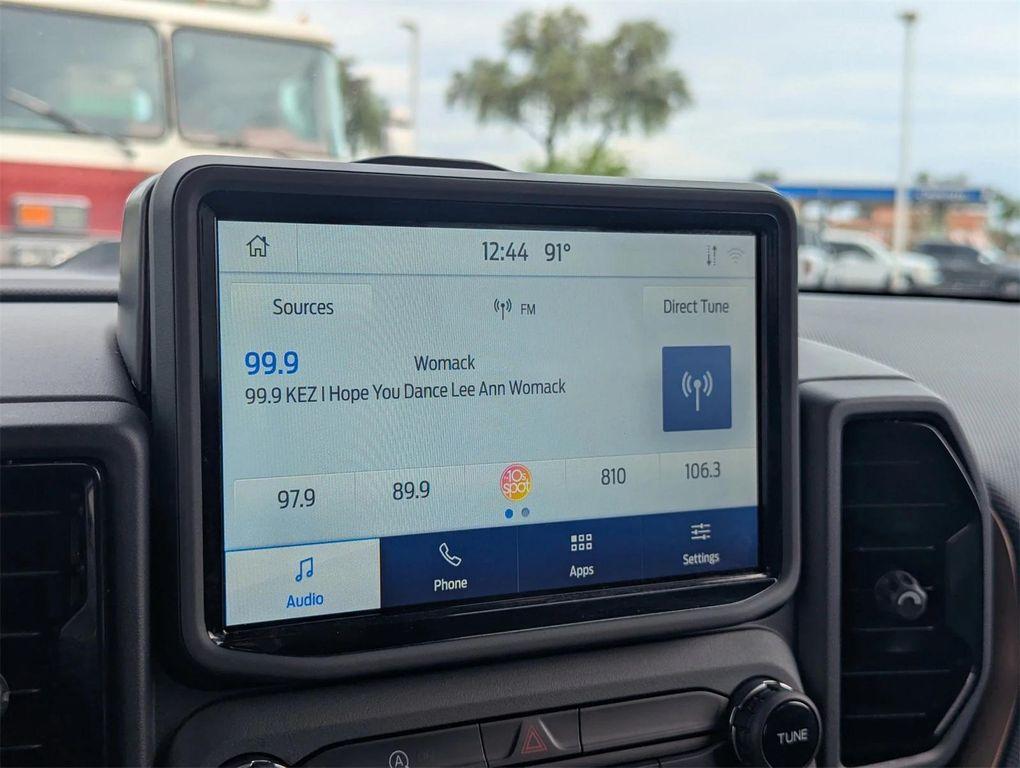 12:44 91°
Sources
FM
Direct Tune
99.9
Womack
99.9 KEZ I Hope You Dance Lee Ann Womack
97.9
89.9
10s spot
810
106.3
Audio
Phone
Apps
Settings
A
TUNE